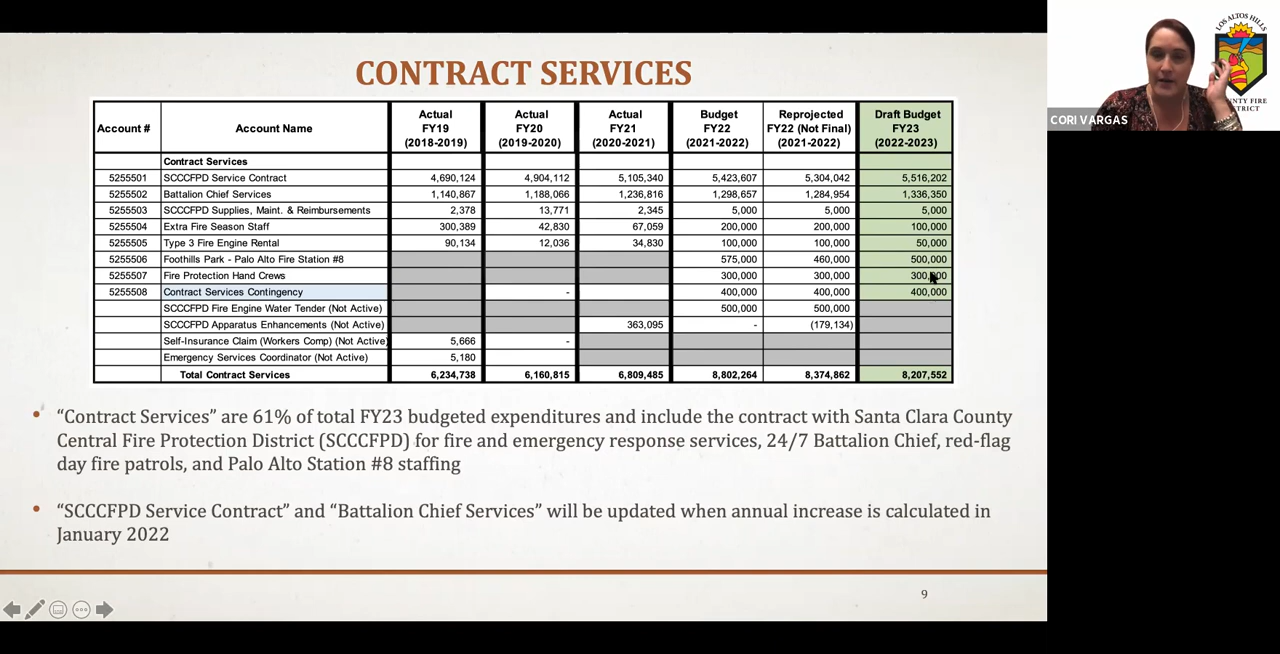 CONTRACT SERVICES
Account # Account Name Actual FY19 (2018-2019) Actual FY20 (2019-2020) Actual FY21 (2020-2021) Budget FY22 (2021-2022) Reprojected FY22 (Not Final) (2021-2022) Draft Budget FY23 (2022-2023)
Contract Services
5255501 SCCCFPD Service Contract 4,690,124 4,904,112 5,105,340 5,423,607 5,304,042 5,516,202
5255502 Battalion Chief Services 1,140,867 1,188,066 1,236,816 1,298,657 1,284,954 1,336,350
5255503 SCCCFPD Supplies, Maint. & Reimbursements 2,378 13,771 2,345 5,000 5,000 5,000
5255504 Extra Fire Season Staff 300,389 42,830 67,059 200,000 200,000 100,000
5255505 Type 3 Fire Engine Rental 90,134 12,036 34,830 100,000 100,000 50,000
5255506 Foothills Park - Palo Alto Fire Station #8 575,000 460,000 500,000
5255507 Fire Protection Hand Crews 300,000 300,000 300,000
5255508 Contract Services Contingency - 400,000 400,000 400,000
SCCCFPD Fire Engine Water Tender (Not Active) 500,000 500,000
SCCCFPD Apparatus Enhancements (Not Active) 363,095 - (179,134)
Self-Insurance Claim (Workers Comp) (Not Active) 5,666 -
Emergency Services Coordinator (Not Active) 5,180
Total Contract Services 6,234,738 6,160,815 6,809,485 8,802,264 8,374,862 8,207,552
• “Contract Services” are 61% of total FY23 budgeted expenditures and include the contract with Santa Clara County
Central Fire Protection District (SCCCFPD) for fire and emergency response services, 24/7 Battalion Chief, red-flag
day fire patrols, and Palo Alto Station #8 staffing
• “SCCCFPD Service Contract” and “Battalion Chief Services” will be updated when annual increase is calculated in
January 2022
9
LOS ALTOS HILLS
COUNTY FIRE
DISTRICT
CORI VARGAS